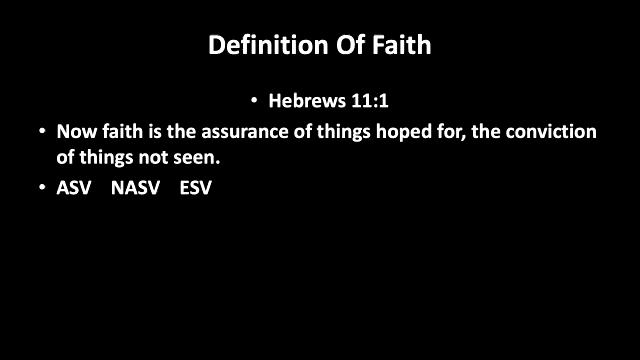 Definition Of Faith
• Hebrews 11:1
• Now faith is the assurance of things hoped for, the conviction
of things not seen.
• ASV NASV ESV